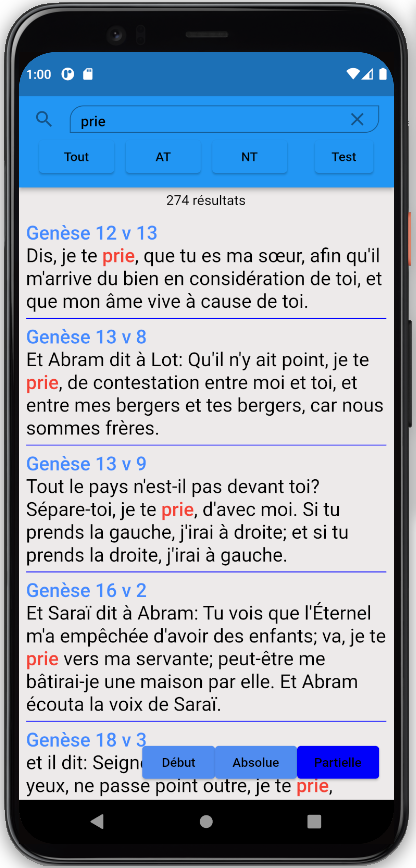 1:00
prie
Tout AT NT Test
274 résultats
Genèse 12 v 13
Dis, je te prie, que tu es ma sœur, afin qu'il
m'arrive du bien en considération de toi, et
que mon âme vive à cause de toi.
Genèse 13 v 8
Et Abram dit à Lot: Qu'il n'y ait point, je te
prie, de contestation entre moi et toi, et
entre mes bergers et tes bergers, car nous
sommes frères.
Genèse 13 v 9
Tout le pays n'est-il pas devant toi?
Sépare-toi, je te prie, d'avec moi. Si tu
prends la gauche, j'irai à droite; et si tu
prends la droite, j'irai à gauche.
Genèse 16 v 2
Et Saraï dit à Abram: Tu vois que l'Éternel
m'a empêchée d'avoir des enfants; va, je te
prie vers ma servante; peut-être me
bâtirai-je une maison par elle. Et Abram
écouta la voix de Saraï.
Genèse 18 v 3
et il dit: Seign
Début Absolue Partielle
yeux, ne passe point outre, je te prie,